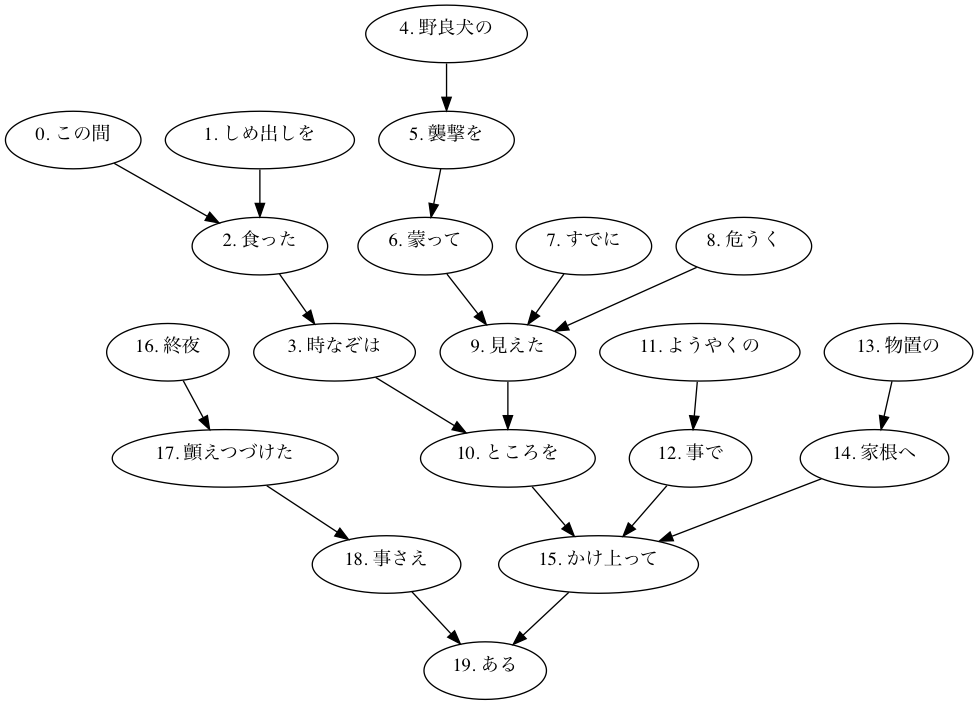 4. 野良犬の
0. この間
1. しめ出しを
5. 襲撃を
2. 食った
6. 蒙って
7. すでに
8. 危うく
16. 終夜
3. 時なぞは
9. 見えた
11. ようやくの
13. 物置の
17. 顫えつづけた
10. ところを
12. 事で
14. 家根へ
18. 事さえ
15. かけ上って
19. ある